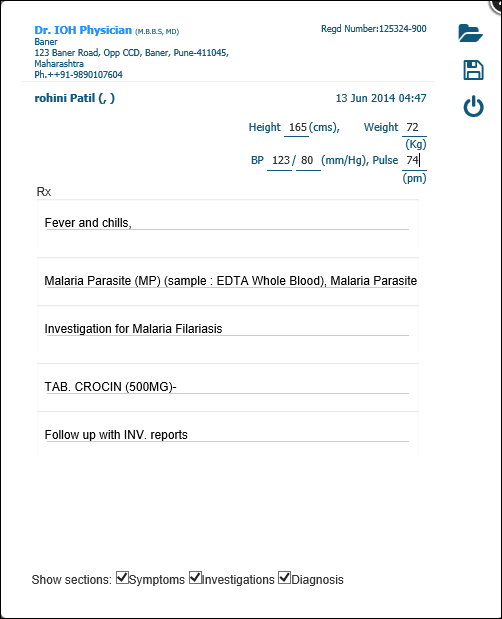 Dr. IOH Physician (M.B.B.S, MD) Regd Number:125324-900
Baner
123 Baner Road, Opp CCD, Baner, Pune-411045,
Maharashtra
Ph.++91-9890107604
rohini Patil (, ) 13 Jun 2014 04:47
Height 165 (cms), Weight 72
(Kg)
BP 123 / 80 (mm/Hg), Pulse 74
(pm)
Rx
Fever and chills,
Malaria Parasite (MP) (sample : EDTA Whole Blood), Malaria Parasite
Investigation for Malaria Filariasis
TAB. CROCIN (500MG)-
Follow up with INV. reports
Show sections: Symptoms Investigations Diagnosis